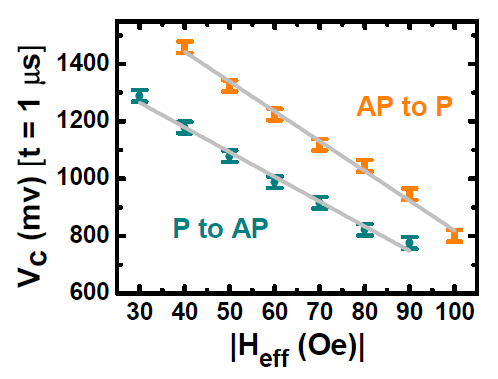 V_C (mv) [t = 1 μs]
1400
1200
1000
800
600
AP to P
P to AP
30 40 50 60 70 80 90 100
|H_eff (Oe)|